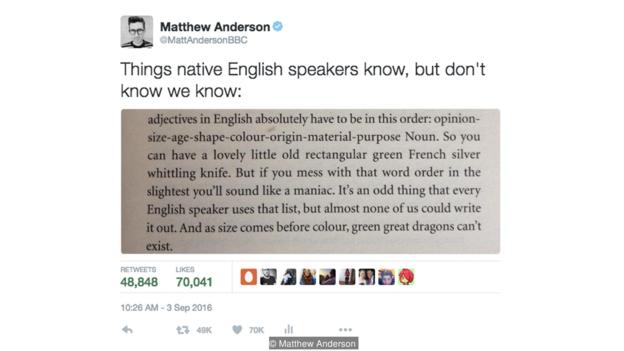 Matthew Anderson
@MattAndersonBBC
Things native English speakers know, but don't
know we know:
adjectives in English absolutely have to be in this order: opinion-
size-age-shape-colour-origin-material-purpose Noun. So you
can have a lovely little old rectangular green French silver
whittling knife. But if you mess with that word order in the
slightest you'll sound like a maniac. It's an odd thing that every
English speaker uses that list, but almost none of us could write
it out. And as size comes before colour, green great dragons can't
exist.
RETWEETS LIKES
48,848 70,041
10:26 AM - 3 Sep 2016
49K 70K
© Matthew Anderson